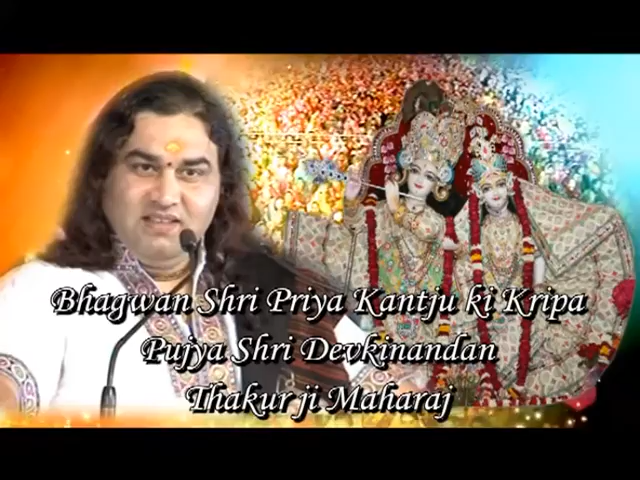 Bhagwan Shri Priya Kantju ki Kripa
Pujya Shri Devkinandan
Thakur ji Maharaj